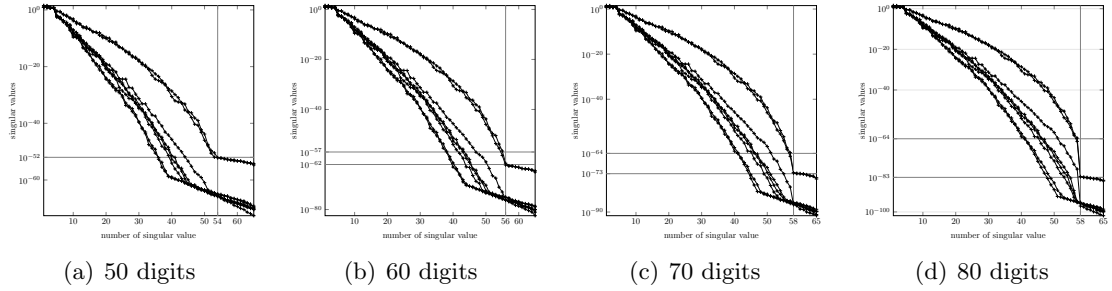 singular values
10^0
10^−20
10^−40
10^−52
10^−60
10 20 30 40 50 54 60
number of singular value
(a) 50 digits
singular values
10^0
10^−20
10^−40
10^−57
10^−62
10^−80
10 20 30 40 50 56 60
number of singular value
(b) 60 digits
singular values
10^0
10^−20
10^−40
10^−64
10^−73
10^−90
10 20 30 40 50 58 65
number of singular value
(c) 70 digits
singular values
10^0
10^−20
10^−40
10^−64
10^−83
10^−100
10 20 30 40 50 58 65
number of singular value
(d) 80 digits